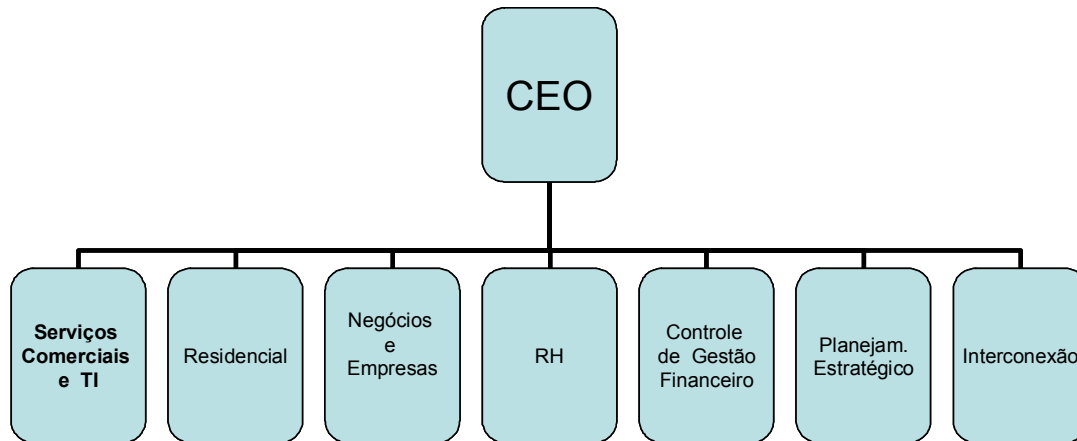 CEO
Serviços
Comerciais
e TI
Residencial
Negócios
e
Empresas
RH
Controle
de Gestão
Financeiro
Planejam.
Estratégico
Interconexão